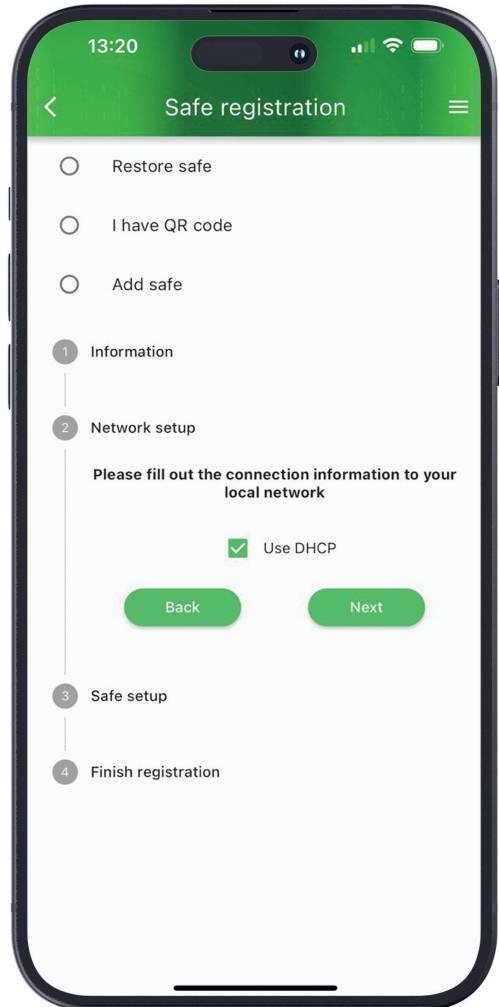 13:20
Safe registration
Restore safe
I have QR code
Add safe
1 Information
2 Network setup
Please fill out the connection information to your
local network
Use DHCP
Back Next
3 Safe setup
4 Finish registration